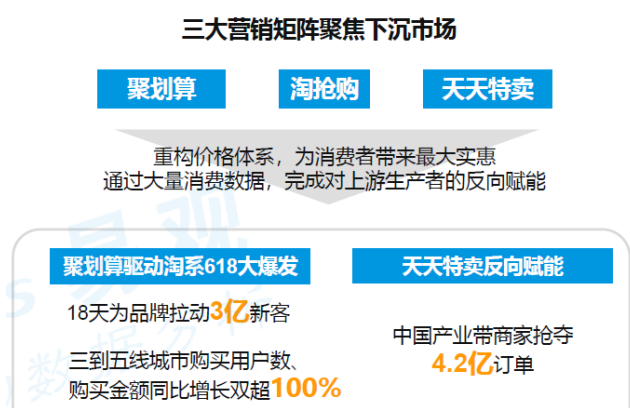 三大营销矩阵聚焦下沉市场
聚划算 淘抢购 天天特卖
重构价格体系，为消费者带来最大实惠
通过大量消费数据，完成对上游生产者的反向赋能
聚划算驱动淘系618大爆发
18天为品牌拉动3亿新客
三到五线城市购买用户数、
购买金额同比增长双超100%
天天特卖反向赋能
中国产业带商家抢夺
4.2亿订单
易观
数据分析